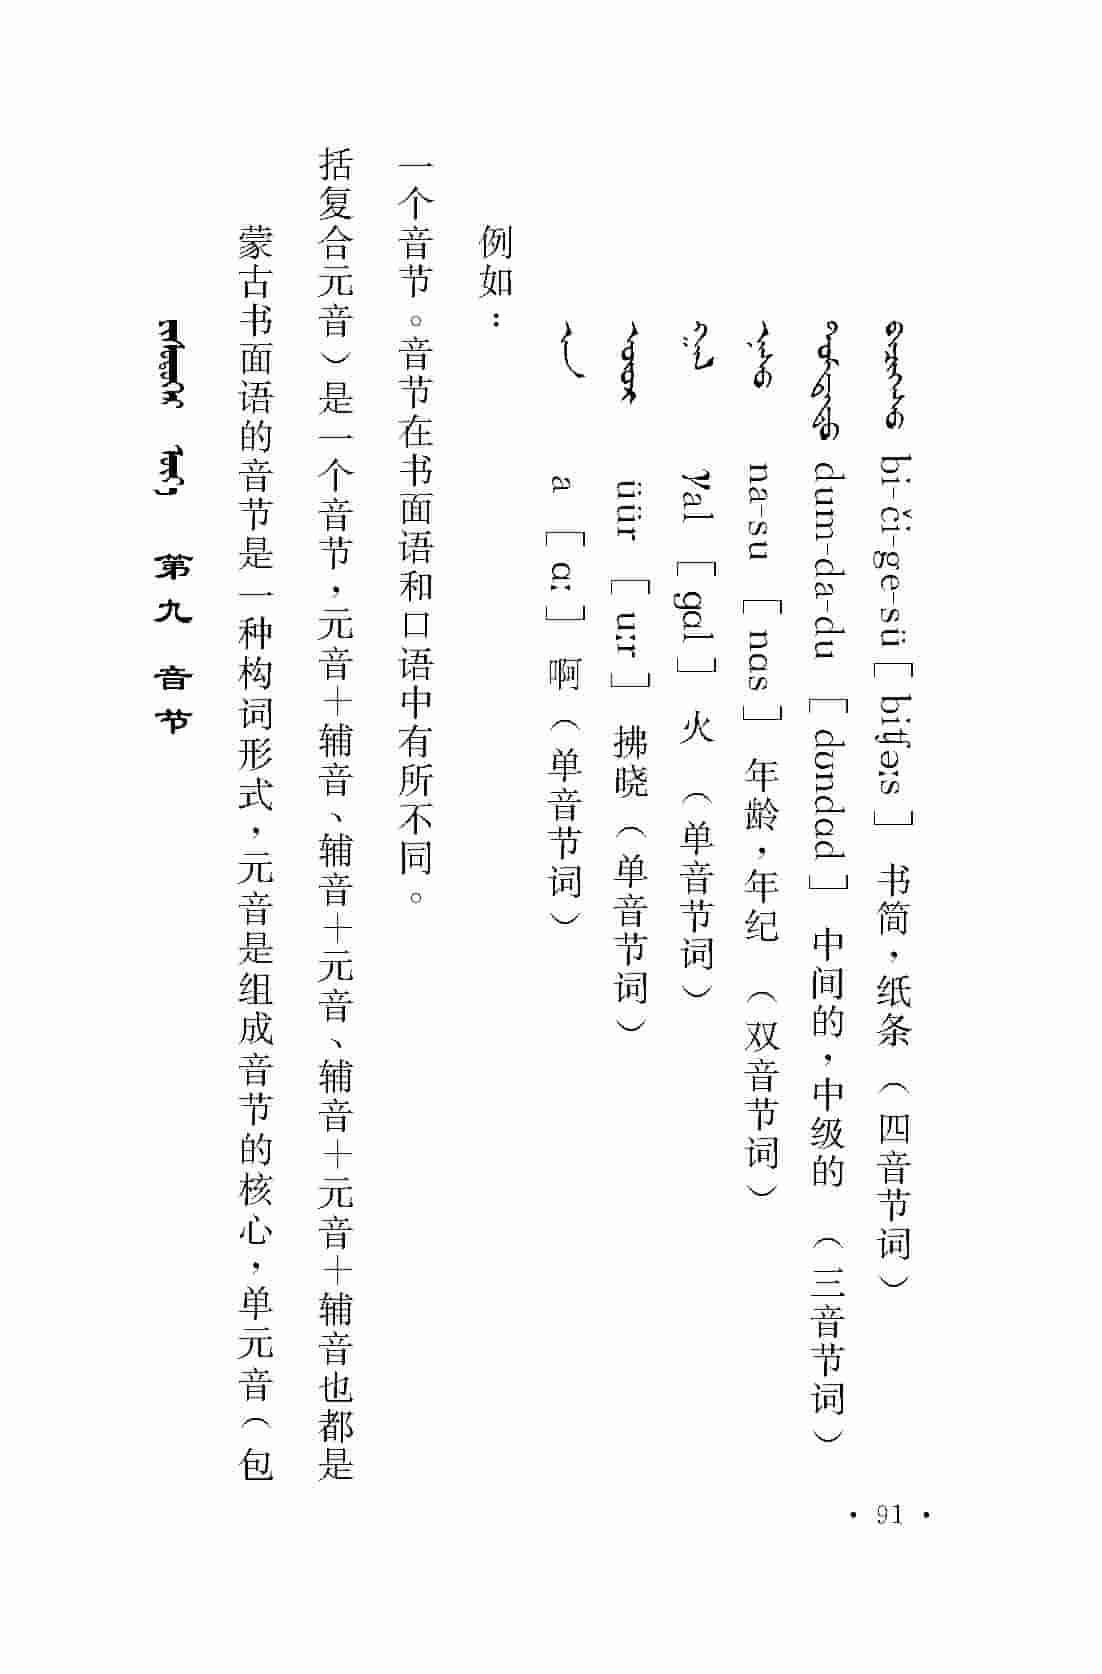 第九 音节
蒙古书面语的音节是一种构词形式，元音是组成音节的核心，单元音（包
括复合元音）是一个音节，元音＋辅音、辅音＋元音、辅音＋元音＋辅音也都是
一个音节。音节在书面语和口语中有所不同。
例如：
ᠠ a [ɑː] 啊（单音节词）
ᠦᠦᠷ üür [uːr] 拂晓（单音节词）
ᠭᠠᠯ γal [gɑl] 火（单音节词）
ᠨᠠᠰᠤ na-su [nɑs] 年龄，年纪（双音节词）
ᠳᠤᠮᠳᠠᠳᠤ dum-da-du [dʊndɑd] 中间的，中级的（三音节词）
ᠪᠢᠴᠢᠭᠡᠰᠦ bi-či-ge-sü [biʧəːs] 书简，纸条（四音节词）
· 91 ·